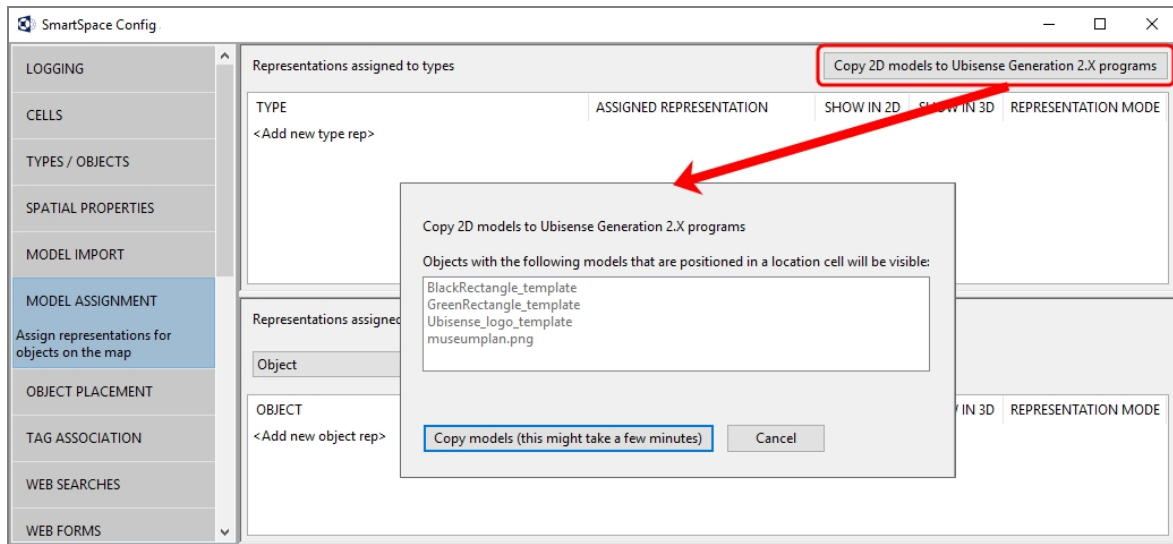 SmartSpace Config
LOGGING
CELLS
TYPES / OBJECTS
SPATIAL PROPERTIES
MODEL IMPORT
MODEL ASSIGNMENT
Assign representations for
objects on the map
OBJECT PLACEMENT
TAG ASSOCIATION
WEB SEARCHES
WEB FORMS
Representations assigned to types
Copy 2D models to Ubisense Generation 2.X programs
TYPE ASSIGNED REPRESENTATION SHOW IN 2D SHOW IN 3D REPRESENTATION MODE
<Add new type rep>
Representations assigned
Object
OBJECT IN 3D REPRESENTATION MODE
<Add new object rep>
Copy 2D models to Ubisense Generation 2.X programs
Objects with the following models that are positioned in a location cell will be visible:
BlackRectangle_template
GreenRectangle_template
Ubisense_logo_template
museumplan.png
Copy models (this might take a few minutes) Cancel